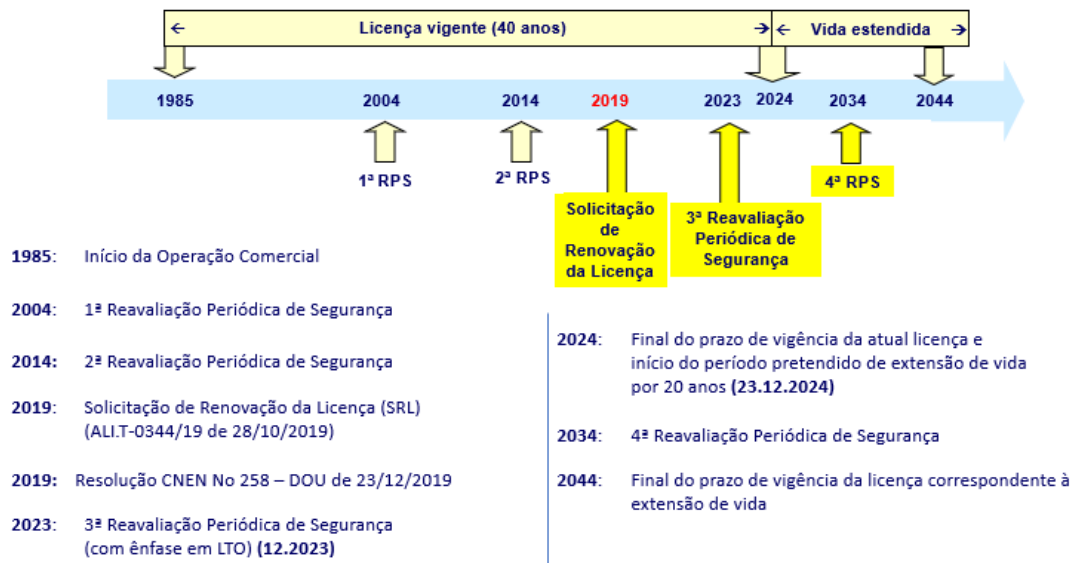 ← Licença vigente (40 anos) → ← Vida estendida →
1985 2004 2014 2019 2023 2024 2034 2044
1ª RPS 2ª RPS 4ª RPS
Solicitação
de
Renovação
da Licença
3ª Reavaliação
Periódica de
Segurança
1985: Início da Operação Comercial
2004: 1ª Reavaliação Periódica de Segurança
2014: 2ª Reavaliação Periódica de Segurança
2019: Solicitação de Renovação da Licença (SRL)
(ALI.T-0344/19 de 28/10/2019)
2019: Resolução CNEN No 258 – DOU de 23/12/2019
2023: 3ª Reavaliação Periódica de Segurança
(com ênfase em LTO) (12.2023)
2024: Final do prazo de vigência da atual licença e
início do período pretendido de extensão de vida
por 20 anos (23.12.2024)
2034: 4ª Reavaliação Periódica de Segurança
2044: Final do prazo de vigência da licença correspondente à
extensão de vida